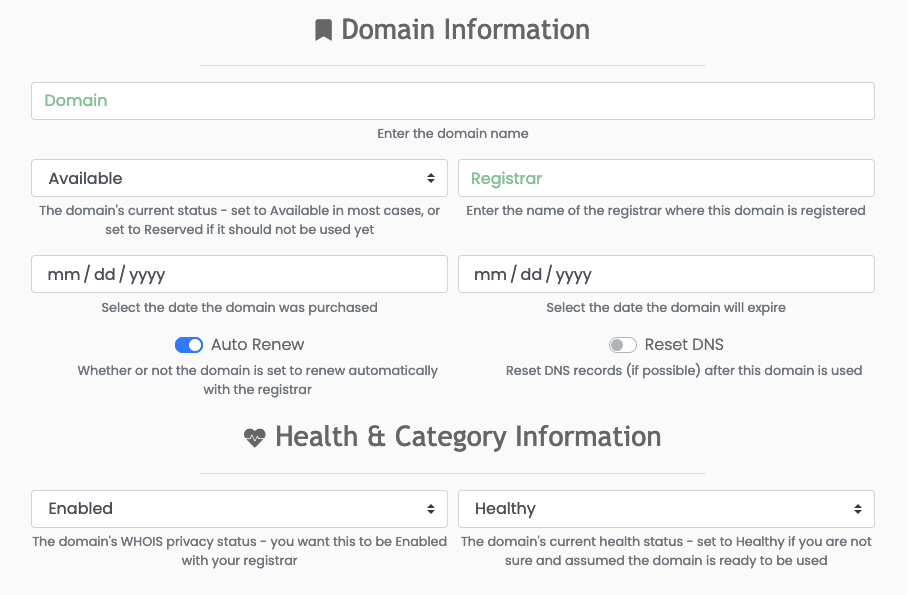 Domain Information
Domain
Enter the domain name
Available
Registrar
The domain's current status - set to Available in most cases, or
set to Reserved if it should not be used yet
Enter the name of the registrar where this domain is registered
mm / dd / yyyy
mm / dd / yyyy
Select the date the domain was purchased
Select the date the domain will expire
Auto Renew
Reset DNS
Whether or not the domain is set to renew automatically
with the registrar
Reset DNS records (if possible) after this domain is used
Health & Category Information
Enabled
Healthy
The domain's WHOIS privacy status - you want this to be Enabled
with your registrar
The domain's current health status - set to Healthy if you are not
sure and assumed the domain is ready to be used